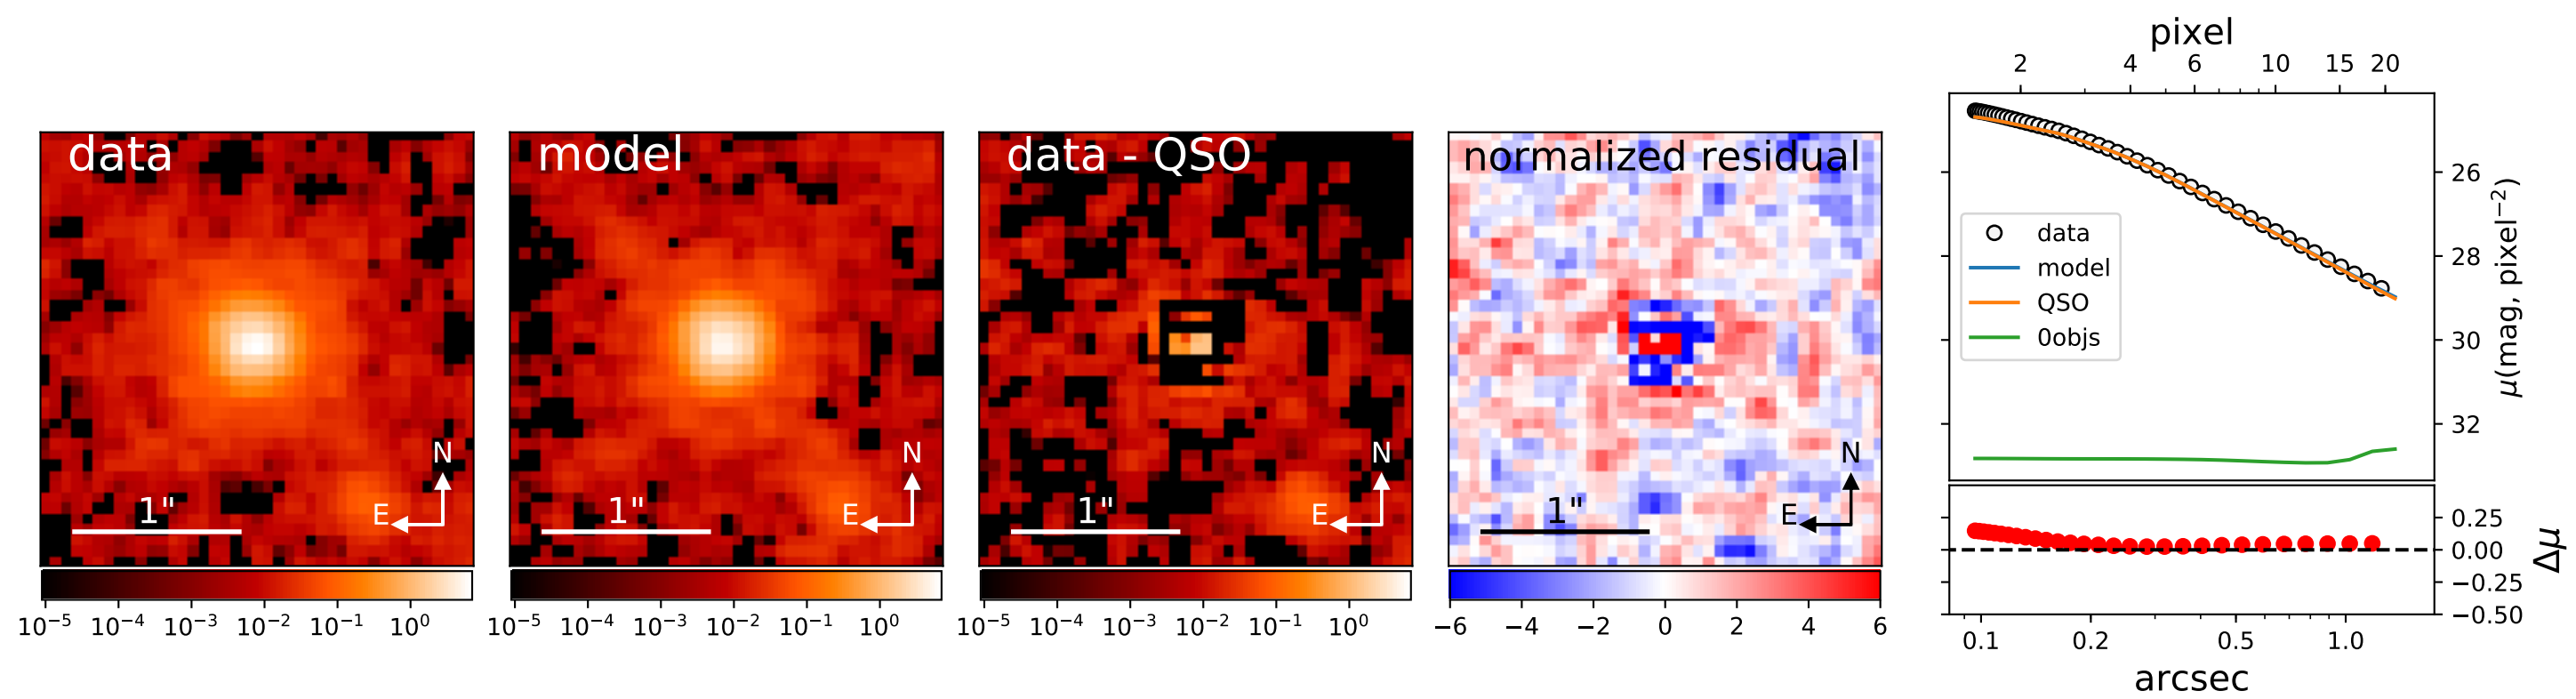 data
N
E
1"
10⁻⁵ 10⁻⁴ 10⁻³ 10⁻² 10⁻¹ 10⁰
model
N
E
1"
10⁻⁵ 10⁻⁴ 10⁻³ 10⁻² 10⁻¹ 10⁰
data - QSO
N
E
1"
10⁻⁵ 10⁻⁴ 10⁻³ 10⁻² 10⁻¹ 10⁰
normalized residual
N
E
1"
−6 −4 −2 0 2 4 6
pixel
2 4 6 10 15 20
data
model
QSO
0objs
26
28
30
32
μ(mag, pixel⁻²)
0.25
0.00
−0.25
−0.50
Δμ
0.1 0.2 0.5 1.0
arcsec